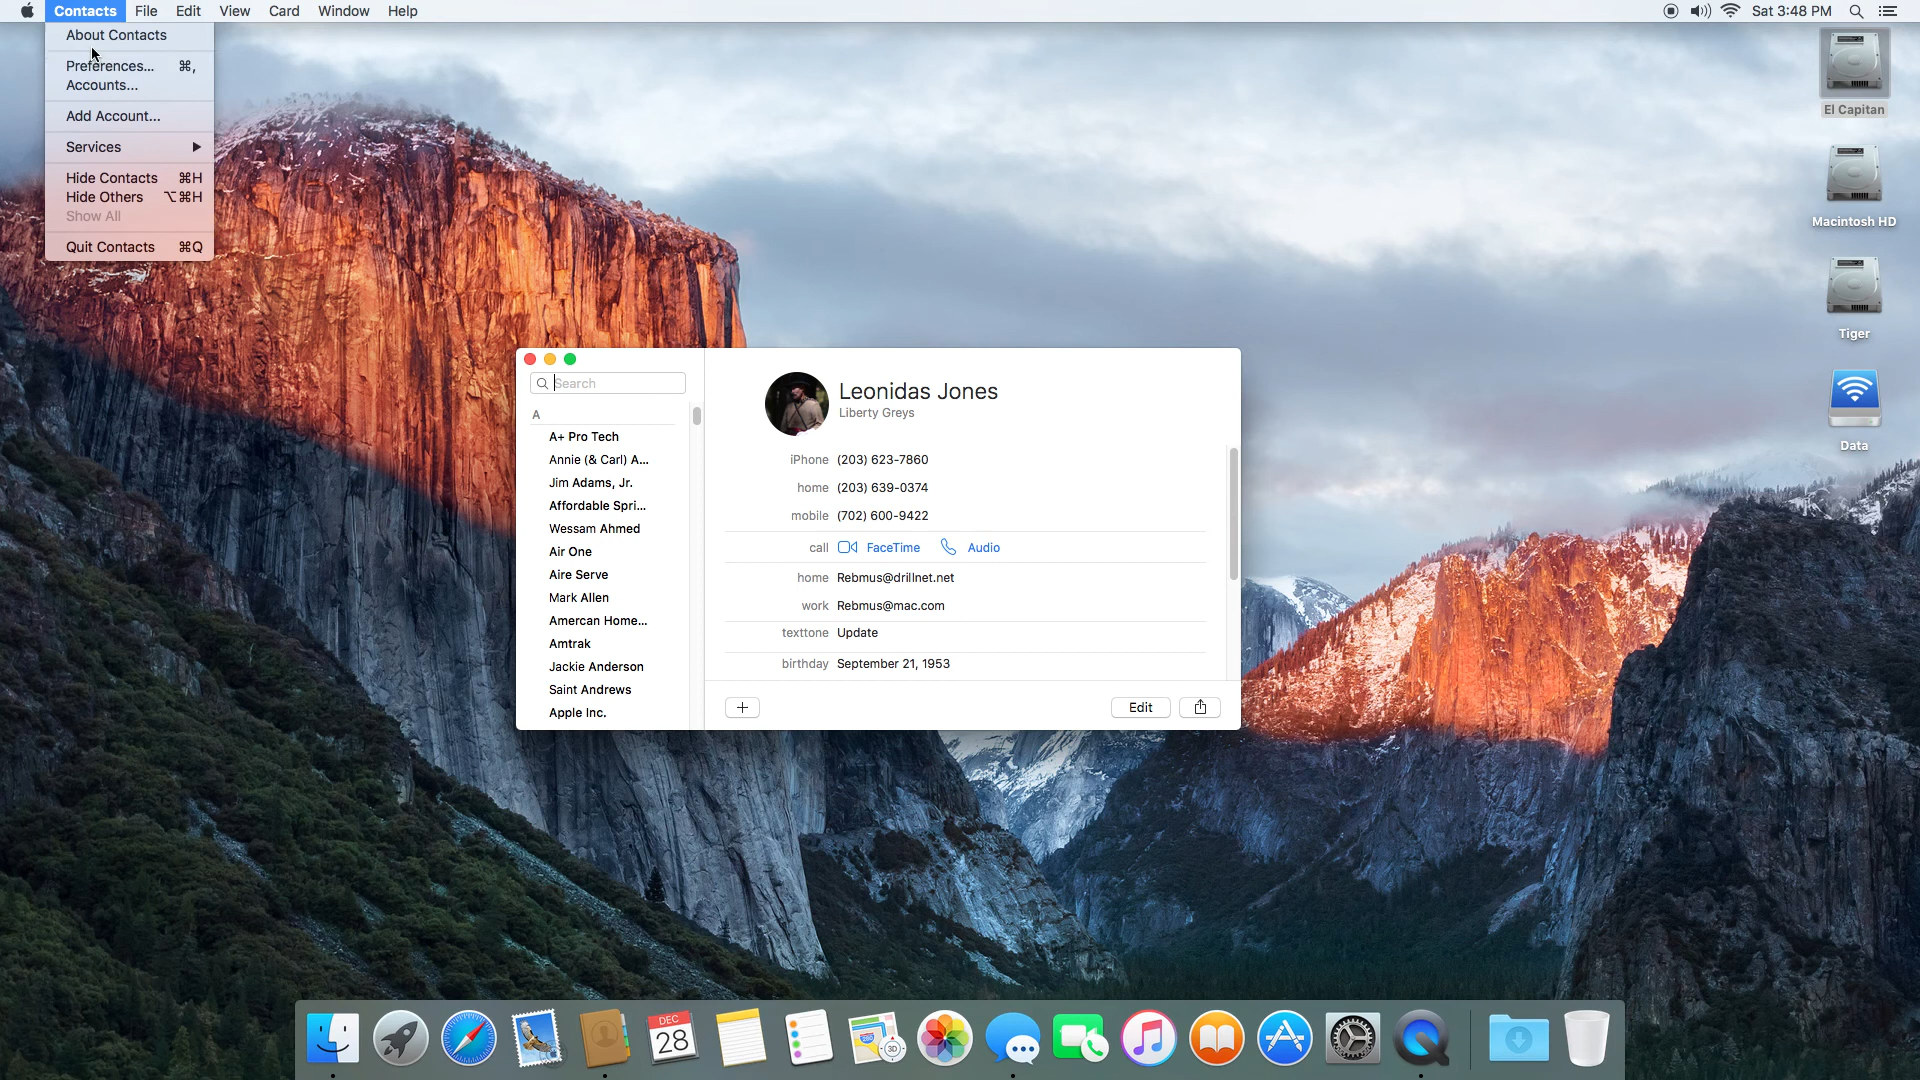 Contacts File Edit View Card Window Help Sat 3:48 PM
About Contacts
Preferences... ⌘,
Accounts...
Add Account...
Services
Hide Contacts ⌘H
Hide Others ⌥⌘H
Show All
Quit Contacts ⌘Q
El Capitan
Macintosh HD
Tiger
Data
Search
A
A+ Pro Tech
Annie (& Carl) A...
Jim Adams, Jr.
Affordable Spri...
Wessam Ahmed
Air One
Aire Serve
Mark Allen
Amercan Home...
Amtrak
Jackie Anderson
Saint Andrews
Apple Inc.
Leonidas Jones
Liberty Greys
iPhone (203) 623-7860
home (203) 639-0374
mobile (702) 600-9422
call FaceTime Audio
home Rebmus@drillnet.net
work Rebmus@mac.com
texttone Update
birthday September 21, 1953
Edit
DEC
28
3D